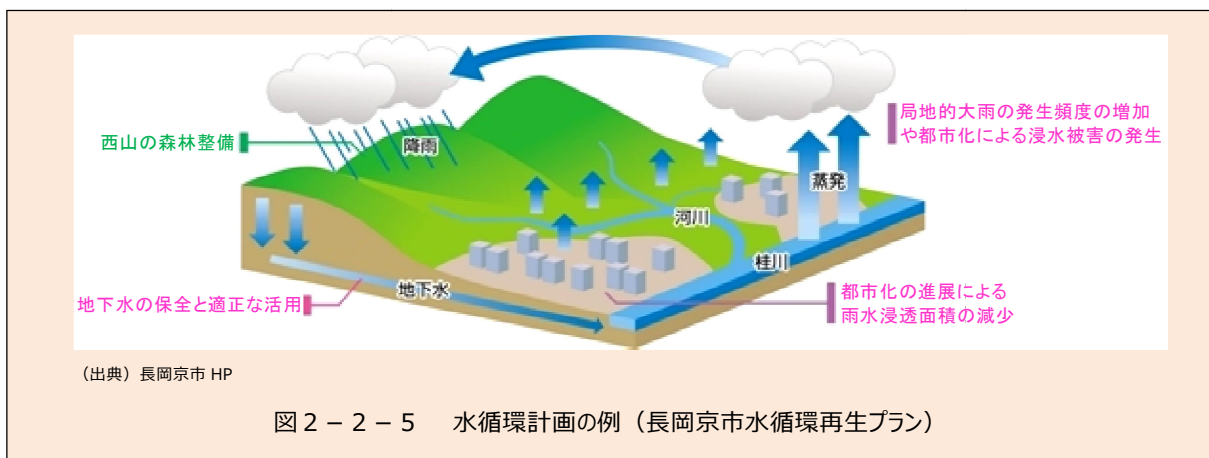 局地的大雨の発生頻度の増加
や都市化による浸水被害の発生
西山の森林整備
降雨
蒸発
河川
桂川
地下水
地下水の保全と適正な活用
都市化の進展による
雨水浸透面積の減少
（出典）長岡京市 HP
図２－２－５　水循環計画の例（長岡京市水循環再生プラン）